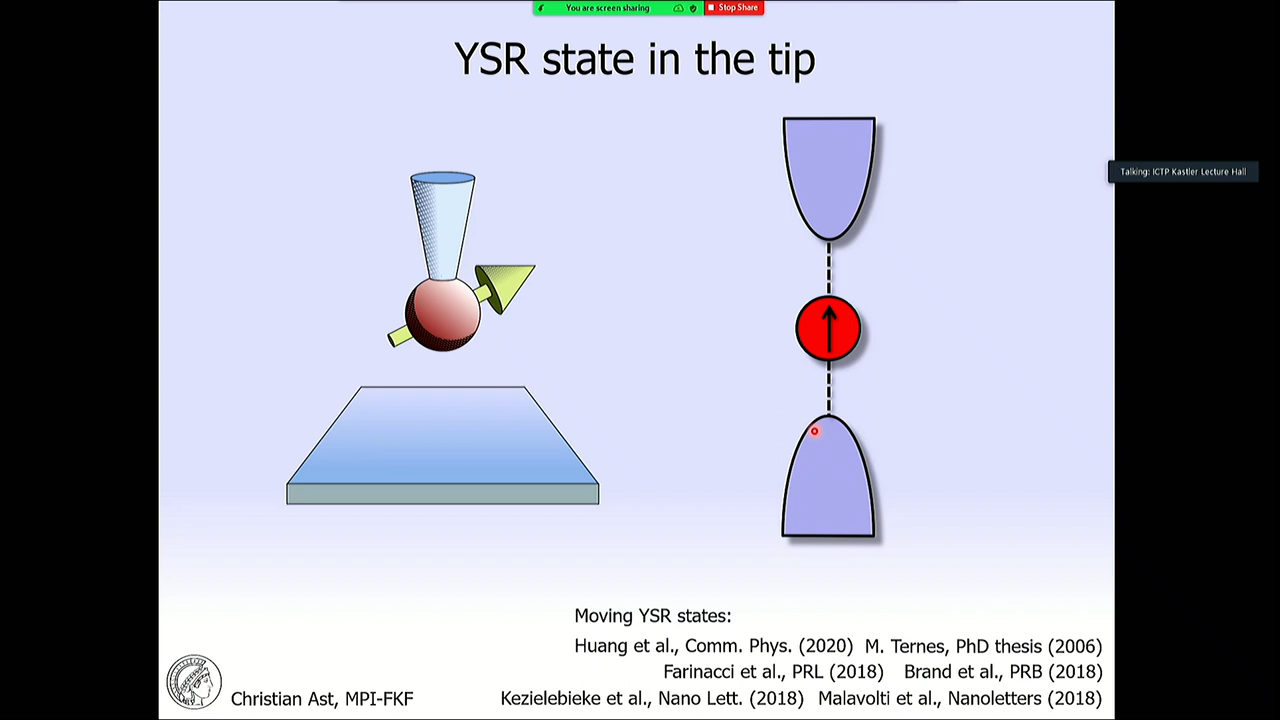 You are screen sharing
Stop Share
YSR state in the tip
Talking: ICTP Kastler Lecture Hall
Moving YSR states:
Huang et al., Comm. Phys. (2020) M. Ternes, PhD thesis (2006)
Farinacci et al., PRL (2018) Brand et al., PRB (2018)
Christian Ast, MPI-FKF
Kezielebieke et al., Nano Lett. (2018) Malavolti et al., Nanoletters (2018)